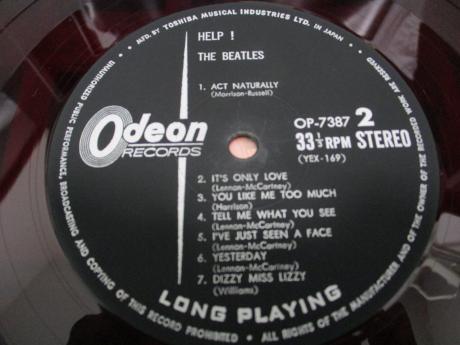 MFD. BY TOSHIBA MUSICAL INDUSTRIES LTD. IN JAPAN.
HELP !
THE BEATLES
1. ACT NATURALLY
(Morrison-Russell)
Odeon
RECORDS
OP-7387 2
33 1/3 RPM STEREO
(YEX-169)
2. IT'S ONLY LOVE
(Lennon-McCartney)
3. YOU LIKE ME TOO MUCH
(Harrison)
4. TELL ME WHAT YOU SEE
(Lennon-McCartney)
5. I'VE JUST SEEN A FACE
(Lennon-McCartney)
6. YESTERDAY
(Lennon-McCartney)
7. DIZZY MISS LIZZY
(Williams)
LONG PLAYING
UNAUTHORIZED PUBLIC PERFORMANCE, BROADCASTING AND COPYING OF THIS RECORD PROHIBITED • ALL RIGHTS OF THE MANUFACTURER AND OF THE OWNER OF THE RECORDED WORK ARE RESERVED